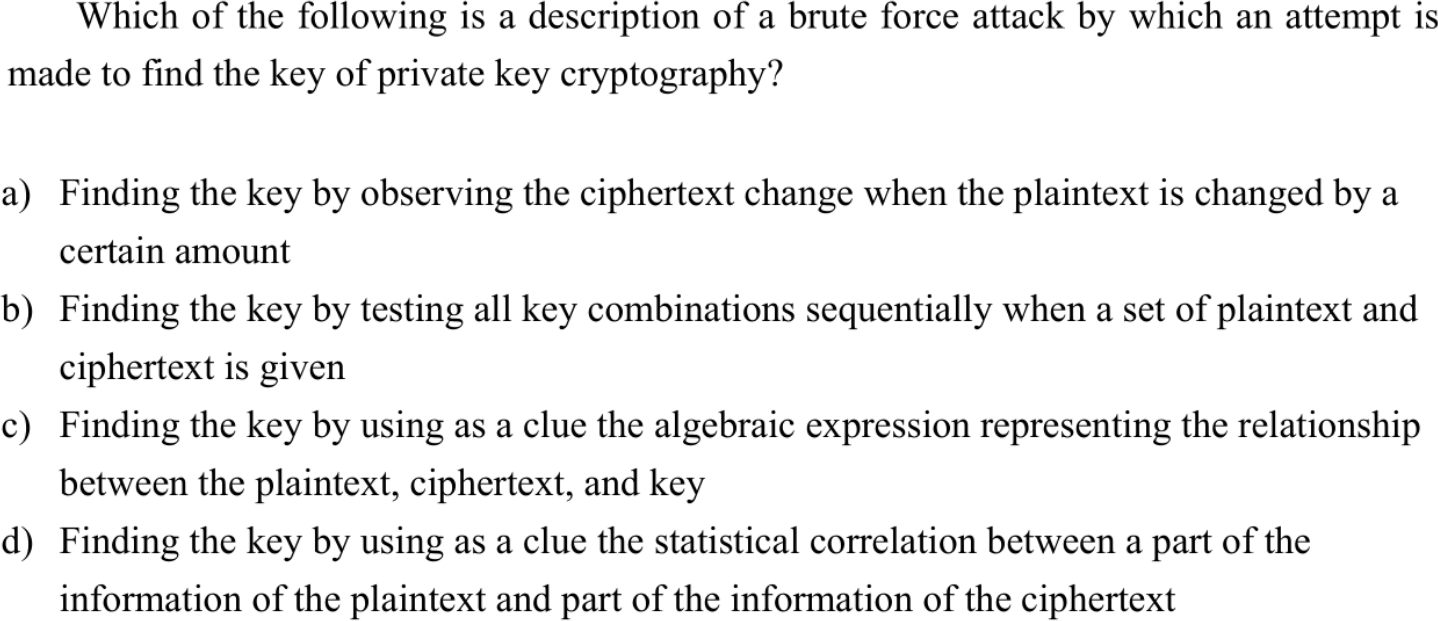 Which of the following is a description of a brute force attack by which an attempt is
made to find the key of private key cryptography?
a) Finding the key by observing the ciphertext change when the plaintext is changed by a
certain amount
b) Finding the key by testing all key combinations sequentially when a set of plaintext and
ciphertext is given
c) Finding the key by using as a clue the algebraic expression representing the relationship
between the plaintext, ciphertext, and key
d) Finding the key by using as a clue the statistical correlation between a part of the
information of the plaintext and part of the information of the ciphertext